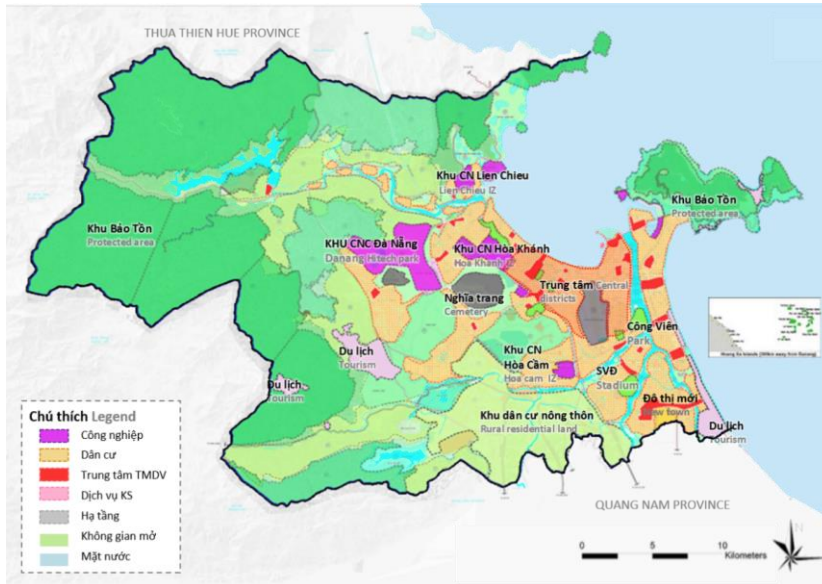 THUA THIEN HUE PROVINCE
Khu CN Lien Chieu
Lien Chieu IZ
Khu Bảo Tồn
Protected area
Khu Bảo Tồn
Protected area
KHU CNC Đà Nẵng
Danang Hitech park
Khu CN Hòa Khánh
Hoa Khanh IZ
Trung tâm Central
districts
Nghĩa trang
Cemetery
Công Viên
Park
Du lịch
Tourism
Khu CN
Hòa Cầm
Hoa cam IZ
SVĐ
Stadium
Du lịch
Tourism
Đô thị mới
New town
Khu dân cư nông thôn
Rural residential land
Du lịch
Tourism
Chú thích Legend
Công nghiệp
Dân cư
Trung tâm TMDV
Dịch vụ KS
Hạ tầng
Không gian mở
Mặt nước
QUANG NAM PROVINCE
0 5 10
Kilometers
N